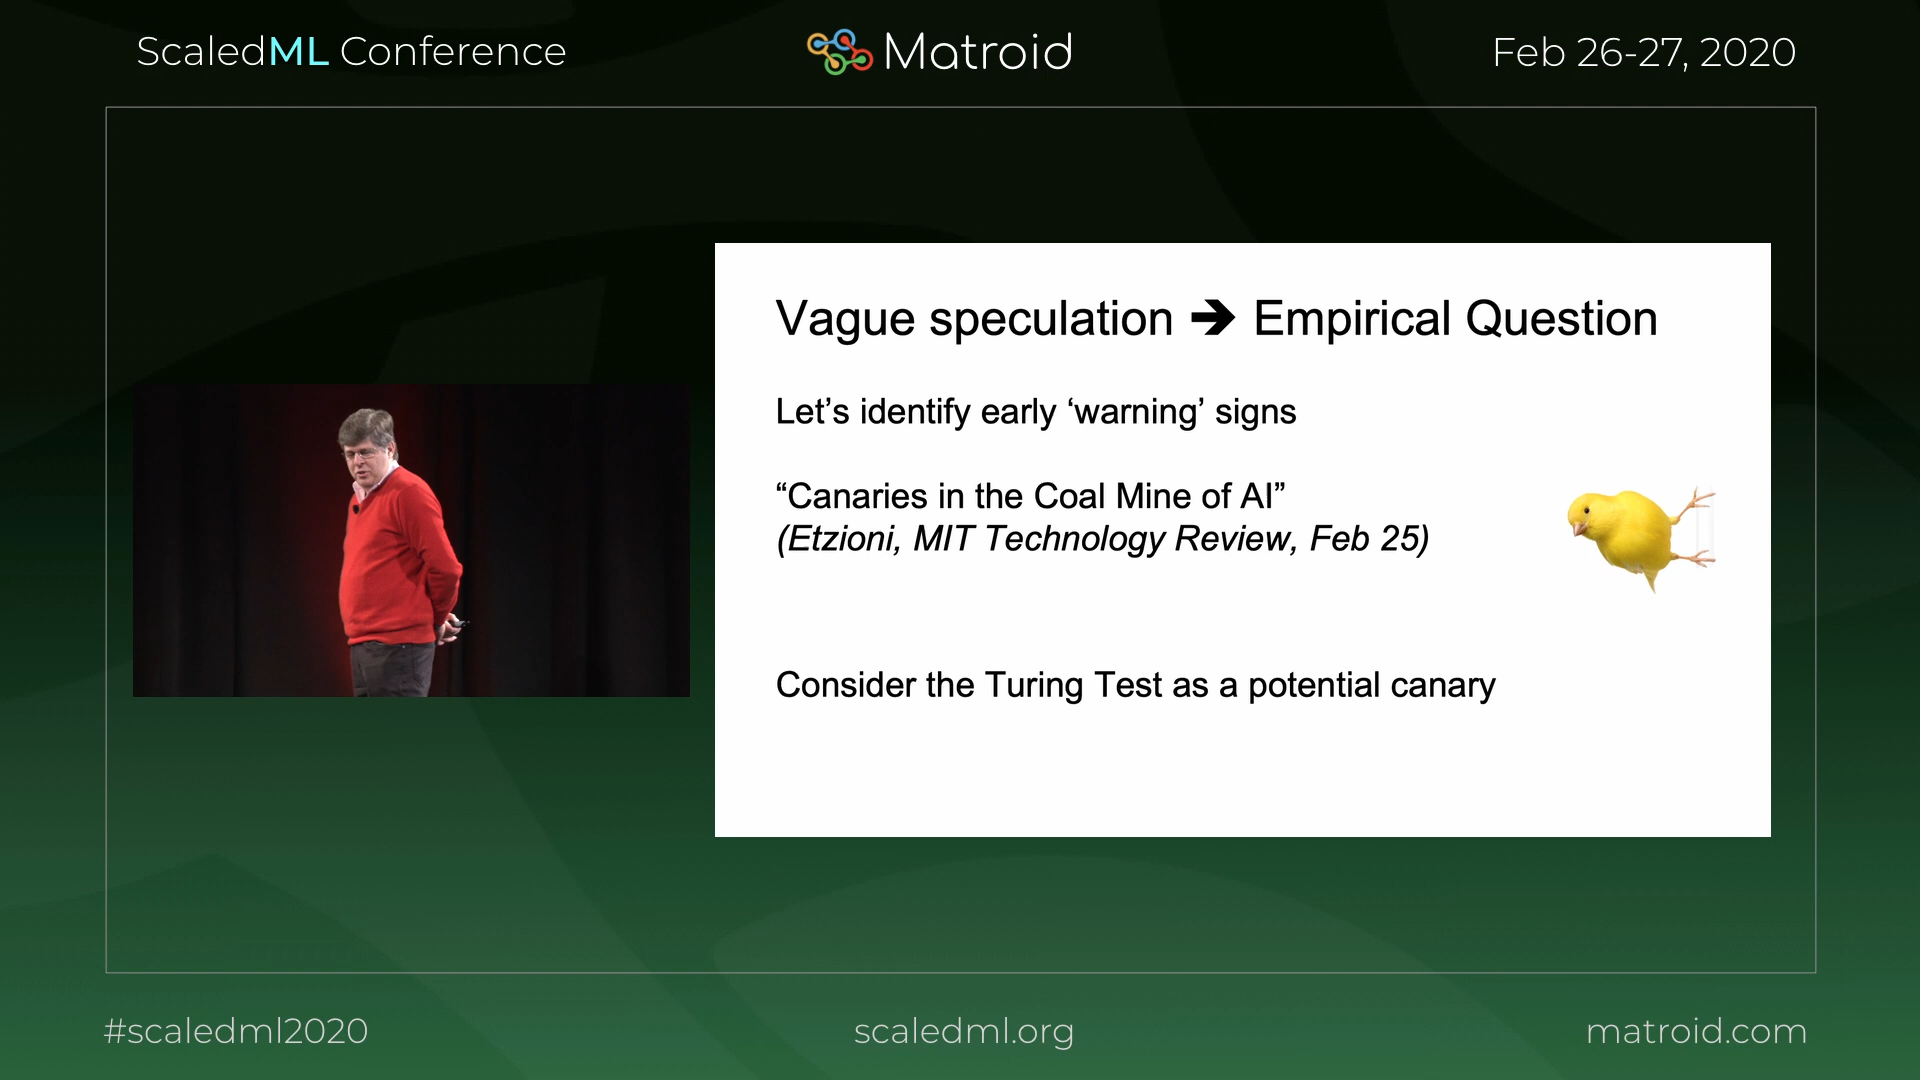 ScaledML Conference
Matroid
Feb 26-27, 2020
Vague speculation ➔ Empirical Question
Let’s identify early ‘warning’ signs
“Canaries in the Coal Mine of AI”
(Etzioni, MIT Technology Review, Feb 25)
Consider the Turing Test as a potential canary
#scaledml2020
scaledml.org
matroid.com